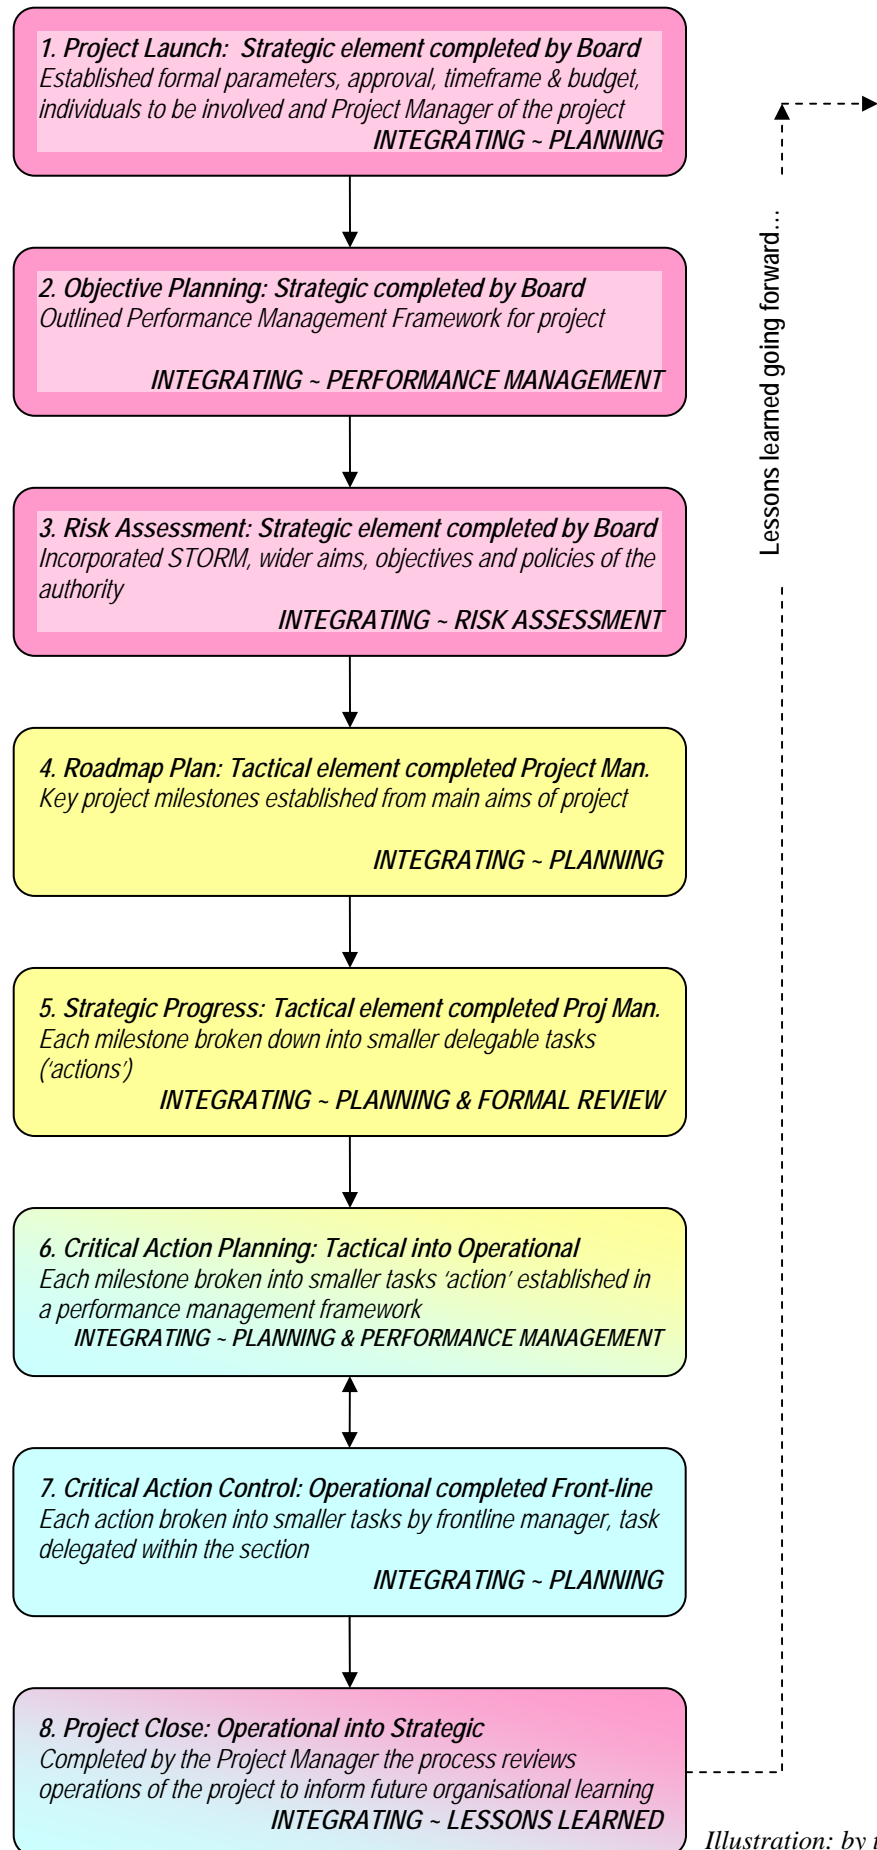 1. Project Launch: Strategic element completed by Board
Established formal parameters, approval, timeframe & budget,
individuals to be involved and Project Manager of the project
INTEGRATING ~ PLANNING
2. Objective Planning: Strategic completed by Board
Outlined Performance Management Framework for project
INTEGRATING ~ PERFORMANCE MANAGEMENT
3. Risk Assessment: Strategic element completed by Board
Incorporated STORM, wider aims, objectives and policies of the
authority
INTEGRATING ~ RISK ASSESSMENT
4. Roadmap Plan: Tactical element completed Project Man.
Key project milestones established from main aims of project
INTEGRATING ~ PLANNING
5. Strategic Progress: Tactical element completed Proj Man.
Each milestone broken down into smaller delegable tasks
(‘actions’)
INTEGRATING ~ PLANNING & FORMAL REVIEW
6. Critical Action Planning: Tactical into Operational
Each milestone broken into smaller tasks ‘action’ established in
a performance management framework
INTEGRATING ~ PLANNING & PERFORMANCE MANAGEMENT
7. Critical Action Control: Operational completed Front-line
Each action broken into smaller tasks by frontline manager, task
delegated within the section
INTEGRATING ~ PLANNING
8. Project Close: Operational into Strategic
Completed by the Project Manager the process reviews
operations of the project to inform future organisational learning
INTEGRATING ~ LESSONS LEARNED
Lessons learned going forward…
Illustration: by